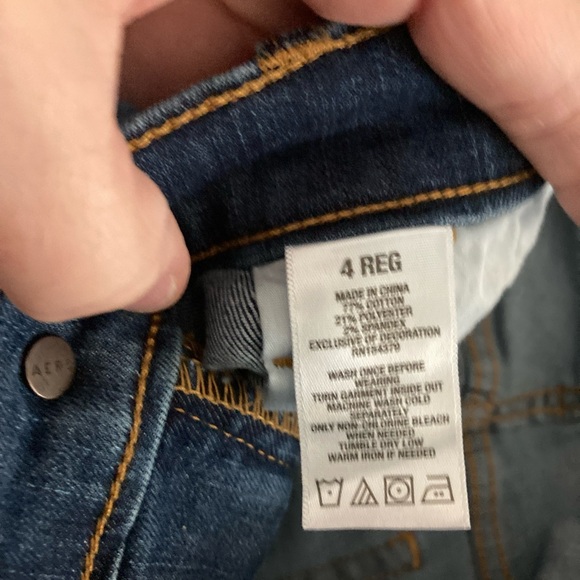 4 REG
MADE IN CHINA
77% COTTON
21% POLYESTER
2% SPANDEX
EXCLUSIVE OF DECORATION
RN184379
WASH ONCE BEFORE
WEARING
TURN GARMENT INSIDE OUT
MACHINE WASH COLD
SEPARATELY
ONLY NON-CHLORINE BLEACH
WHEN NEEDED
TUMBLE DRY LOW
WARM IRON IF NEEDED
AERO